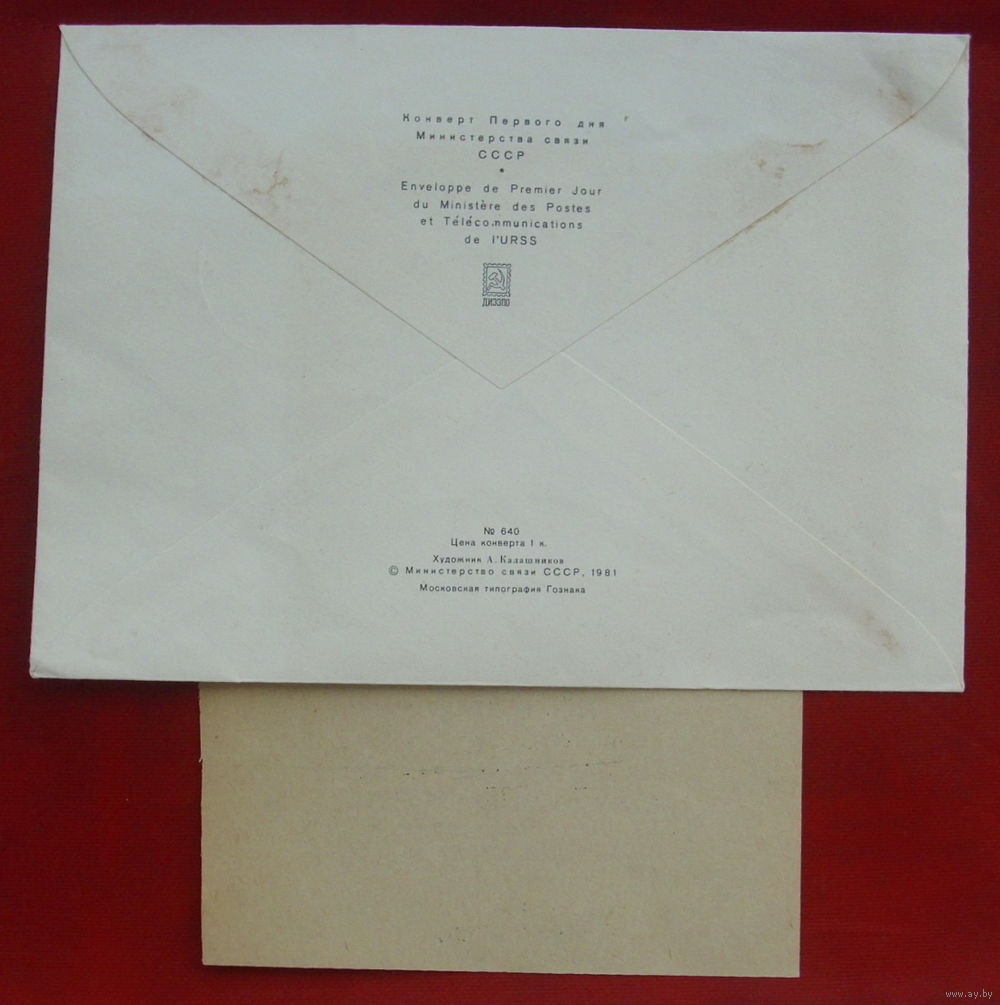 Конверт Первого дня
Министерства связи
СССР
*
Enveloppe de Premier Jour
du Ministère des Postes
et Télécommunications
de l'URSS
ДИЭЗПО
№ 640
Цена конверта 1 к.
Художник А. Калашников
© Министерство связи СССР, 1981
Московская типография Гознака
www.ay.by